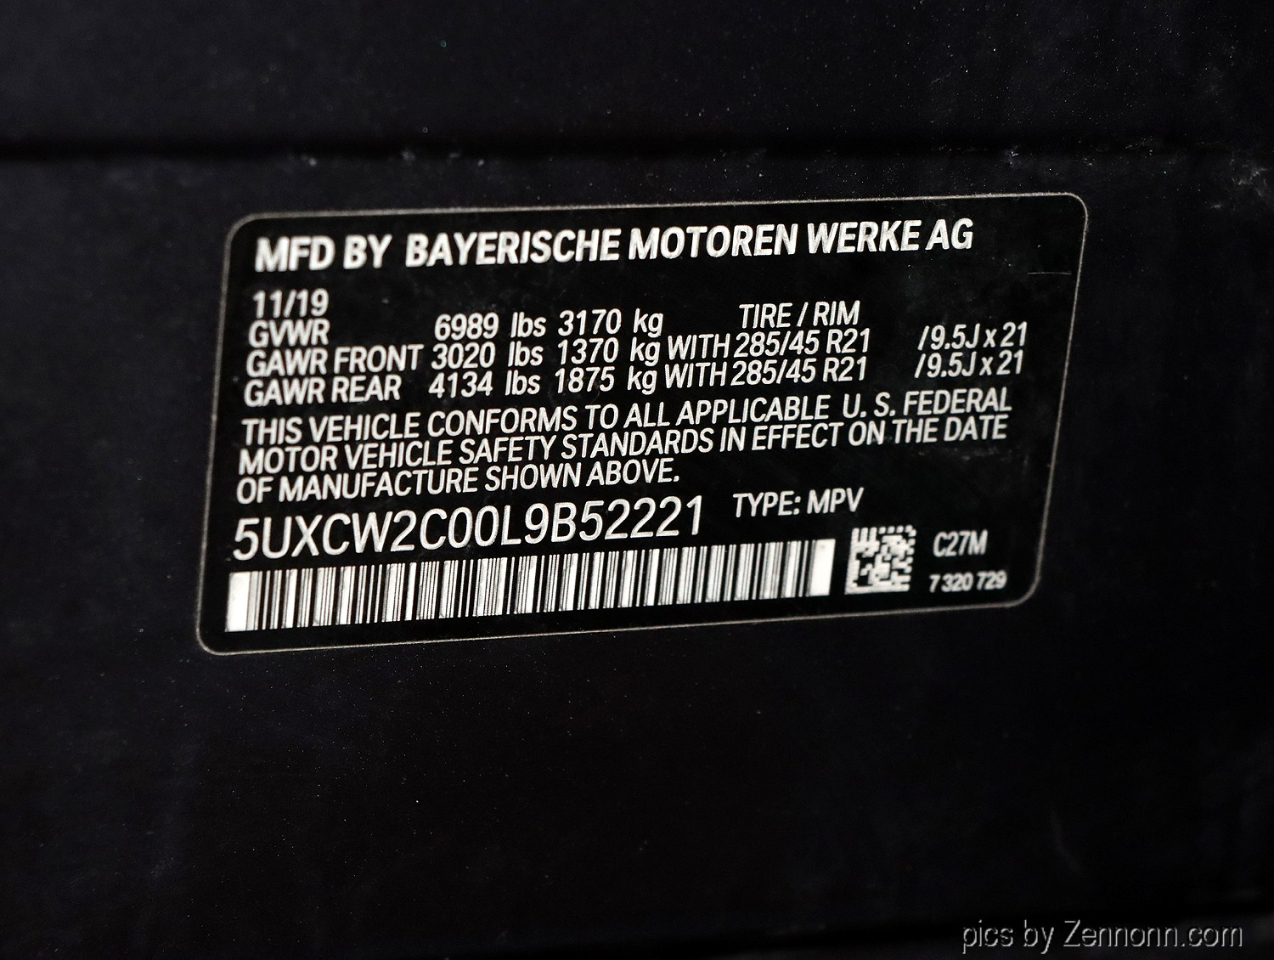 MFD BY BAYERISCHE MOTOREN WERKE AG
11/19
GVWR 6989 lbs 3170 kg TIRE / RIM
GAWR FRONT 3020 lbs 1370 kg WITH 285/45 R21 /9.5J x 21
GAWR REAR 4134 lbs 1875 kg WITH 285/45 R21 /9.5J x 21
THIS VEHICLE CONFORMS TO ALL APPLICABLE U. S. FEDERAL
MOTOR VEHICLE SAFETY STANDARDS IN EFFECT ON THE DATE
OF MANUFACTURE SHOWN ABOVE.
5UXCW2C00L9B52221 TYPE: MPV
C27M
7 320 729
pics by Zennonn.com